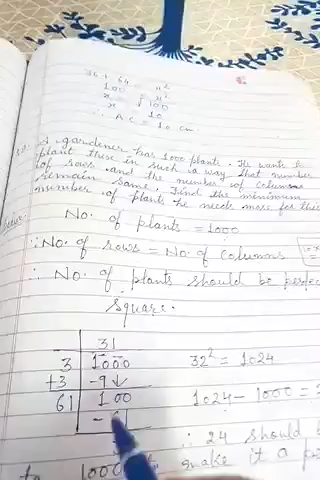 36 + 64 = x²
100 = x²
x = √100
x = 10
∴ AC = 10 cm.
A gardener has 1000 plants. He wants to
plant these in such a way that number
of rows and the number of columns
remain same. Find the minimum
number of plants he needs more for this
No. of plants = 1000
∵ No. of rows = No. of columns
∴ No. of plants should be perfec
square.
31
3 1000 32² = 1024
+3 -9↓
61 100 1024 - 1000 =
- 61
∴ 24 should b
to 1000 make it a p